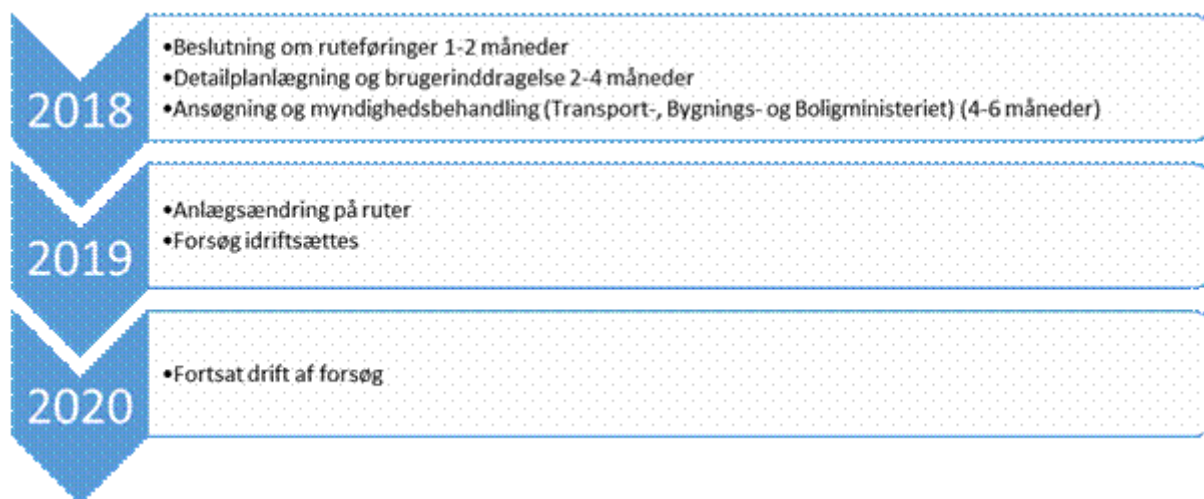 2018
•Beslutning om ruteføringer 1-2 måneder
•Detailplanlægning og brugerinddragelse 2-4 måneder
•Ansøgning og myndighedsbehandling (Transport-, Bygnings- og Boligministeriet) (4-6 måneder)
2019
•Anlægsændring på ruter
•Forsøg idriftsættes
2020
•Fortsat drift af forsøg